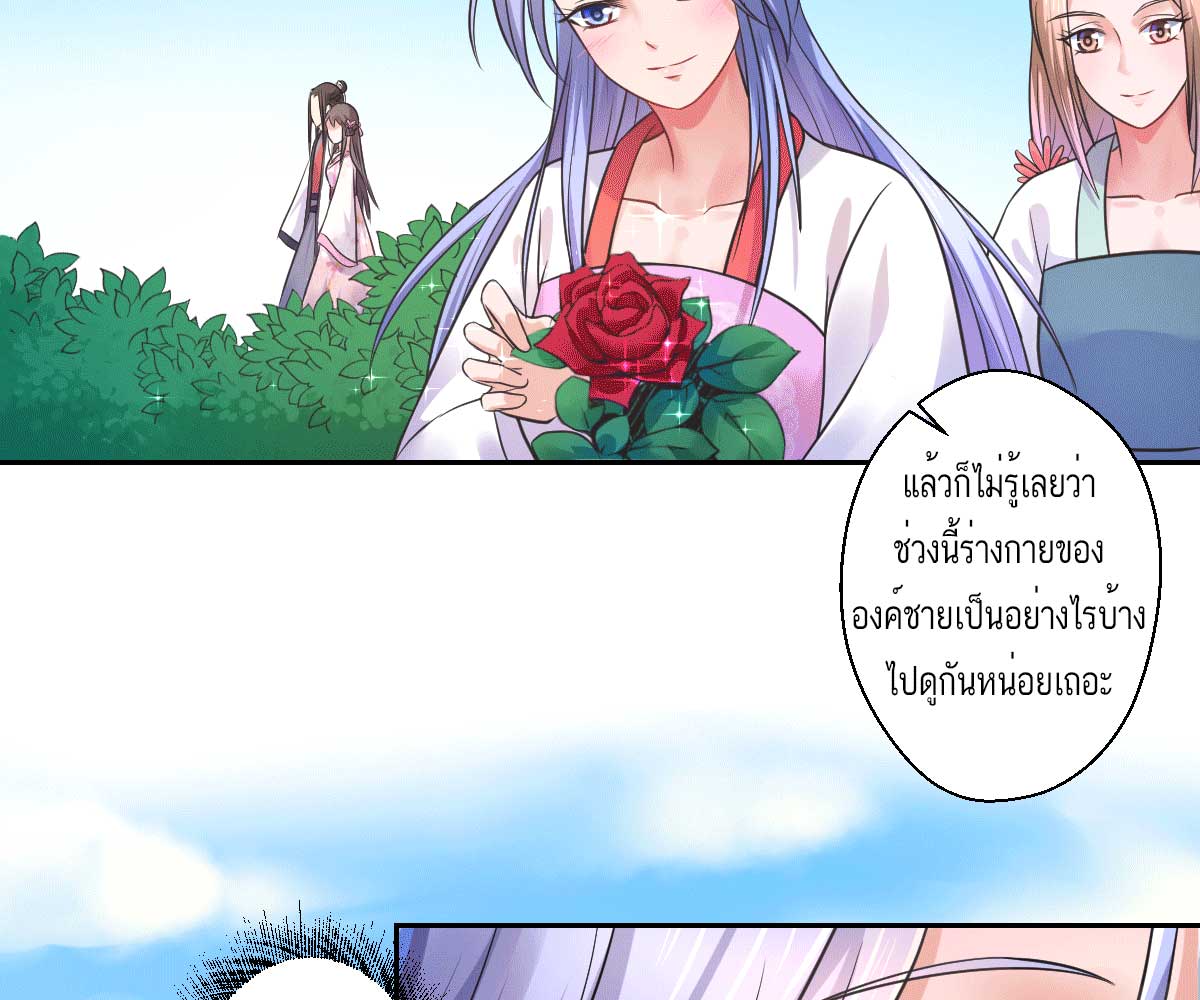 แล้วก็ไม่รู้เลยว่า
ช่วงนี้ร่างกายของ
องค์ชายเป็นอย่างไรบ้าง
ไปดูกันหน่อยเถอะ